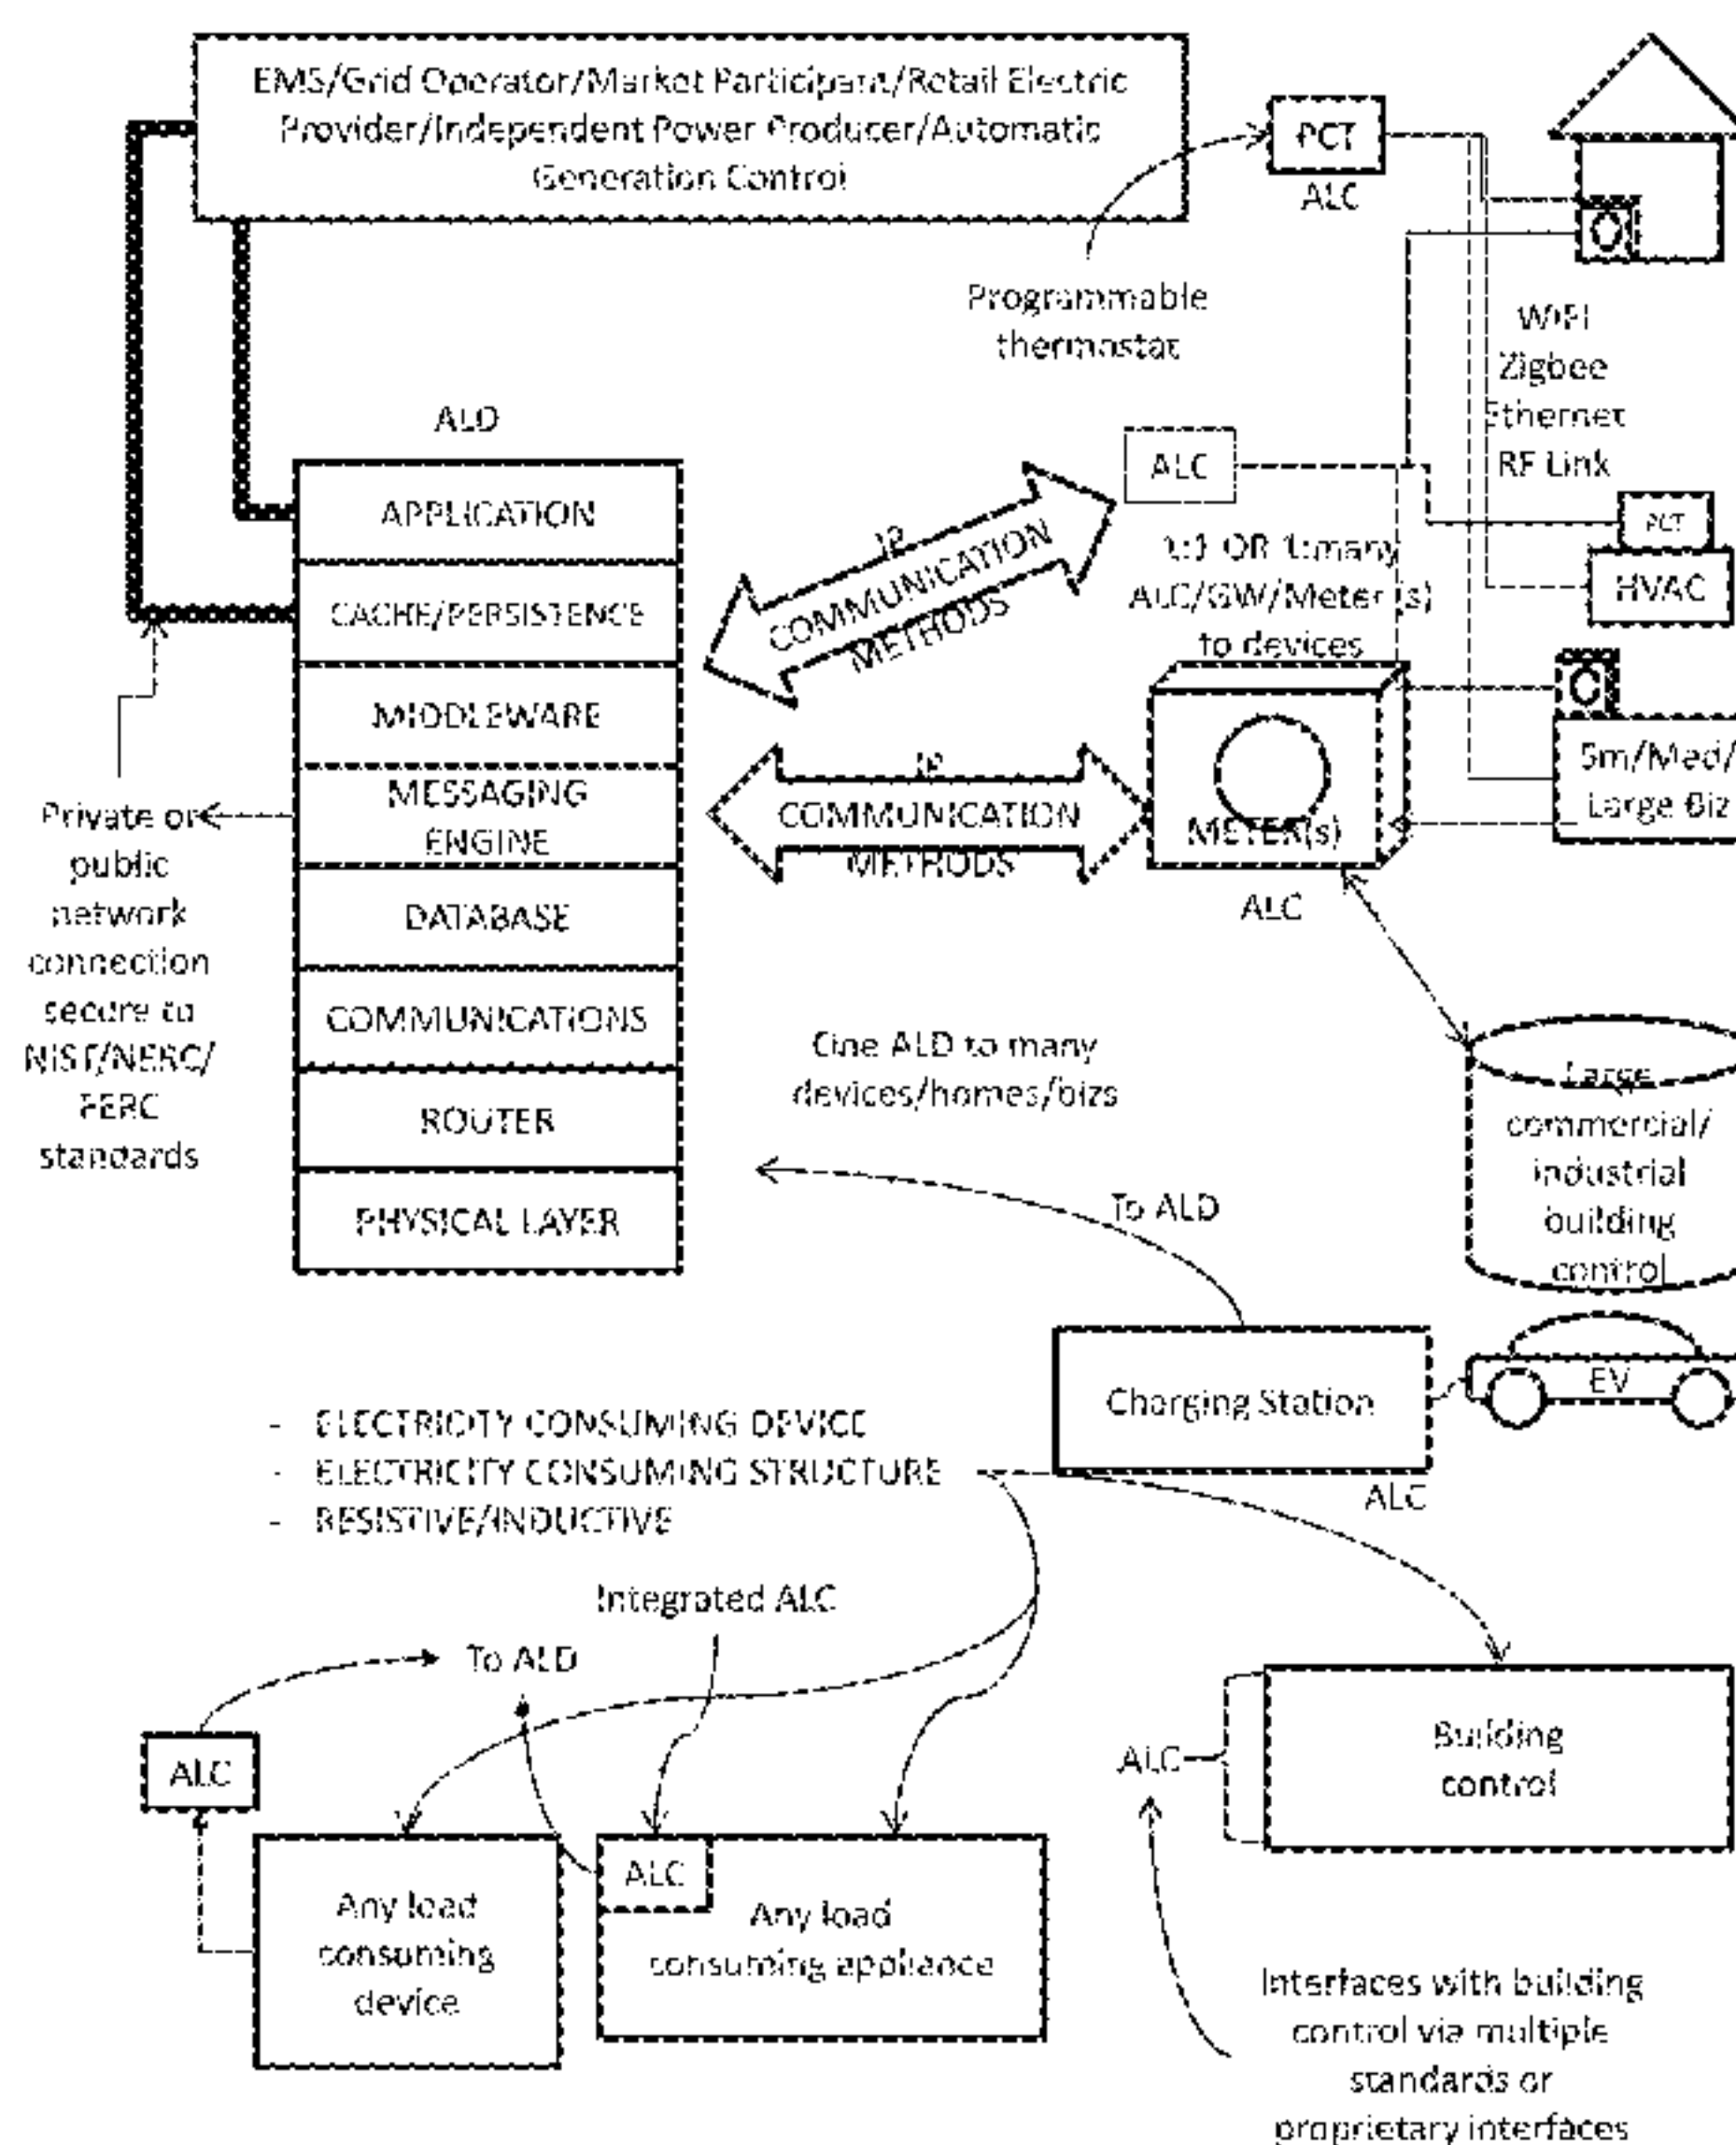 EMS/Grid Operator/Market Participant/Retail Electric
Provider/Independent Power Producer/Automatic
Generation Control
PCT
ALC
Programmable
thermostat
WIFI
Zigbee
Ethernet
RF Link
ALD
APPLICATION
CACHE/PERSISTENCE
MIDDLEWARE
MESSAGING
ENGINE
DATABASE
COMMUNICATIONS
ROUTER
PHYSICAL LAYER
IP
COMMUNICATION
METHODS
ALC
1:1 OR 1:many
ALC/GW/Meter(s)
to devices
PCT
HVAC
IP
COMMUNICATION
METHODS
METER(s)
ALC
Sm/Med/
Large Biz
Private or
public
network
connection
secure to
NIST/NERC/
FERC
standards
One ALD to many
devices/homes/bizs
To ALD
Large
commercial/
industrial
building
control
Charging Station
EV
ALC
- ELECTRICITY CONSUMING DEVICE
- ELECTRICITY CONSUMING STRUCTURE
- RESISTIVE/INDUCTIVE
Integrated ALC
To ALD
ALC
Any load
consuming
device
ALC
Any load
consuming appliance
ALC
Building
control
Interfaces with building
control via multiple
standards or
proprietary interfaces